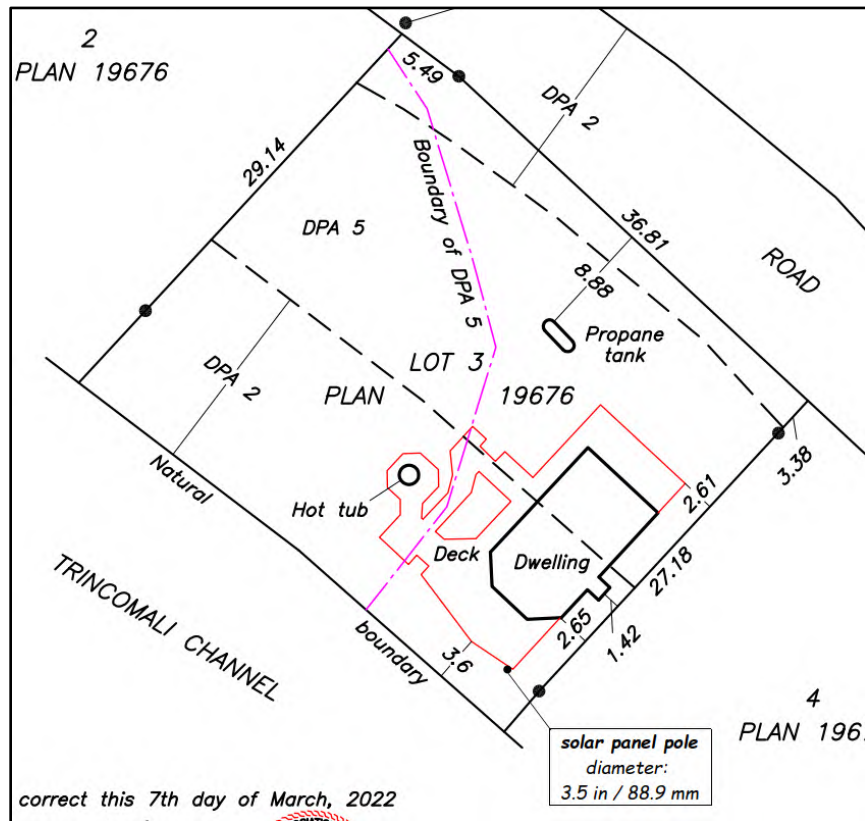 2
PLAN 19676
5.49
DPA 2
29.14
Boundary of DPA 5
DPA 5
36.81
ROAD
8.88
Propane
tank
LOT 3
DPA 2
PLAN 19676
3.38
Natural
2.61
Hot tub
Deck
Dwelling
27.18
TRINCOMALI CHANNEL
boundary
2.65
1.42
3.6
4
PLAN 1967
solar panel pole
diameter:
3.5 in / 88.9 mm
correct this 7th day of March, 2022